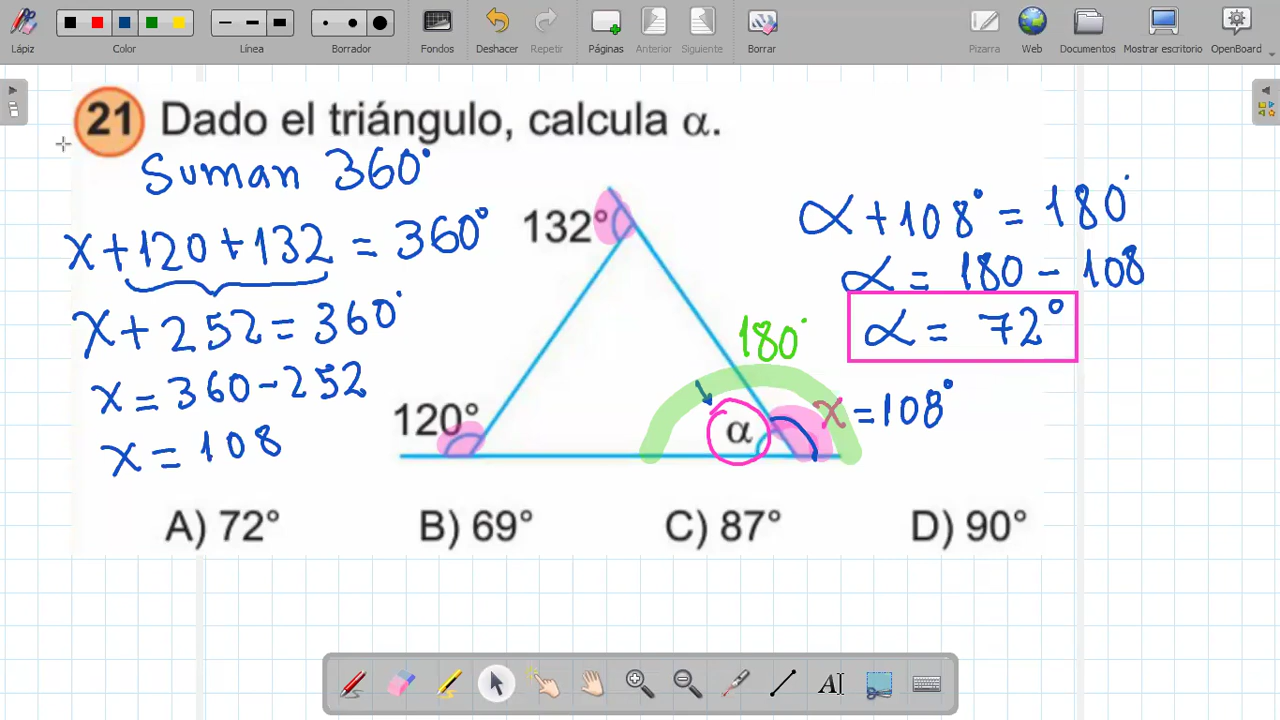 Lápiz
Color
Línea
Borrador
Fondos
Deshacer
Repetir
Páginas
Anterior
Siguiente
Borrar
Pizarra
Web
Documentos
Mostrar escritorio
OpenBoard
21 Dado el triángulo, calcula α.
Suman 360°
x+120+132 = 360°
x+252=360°
x=360-252
x=108
132°
120°
α
180°
x=108°
α+108°=180°
α = 180-108
α = 72°
A) 72° B) 69° C) 87° D) 90°
AI